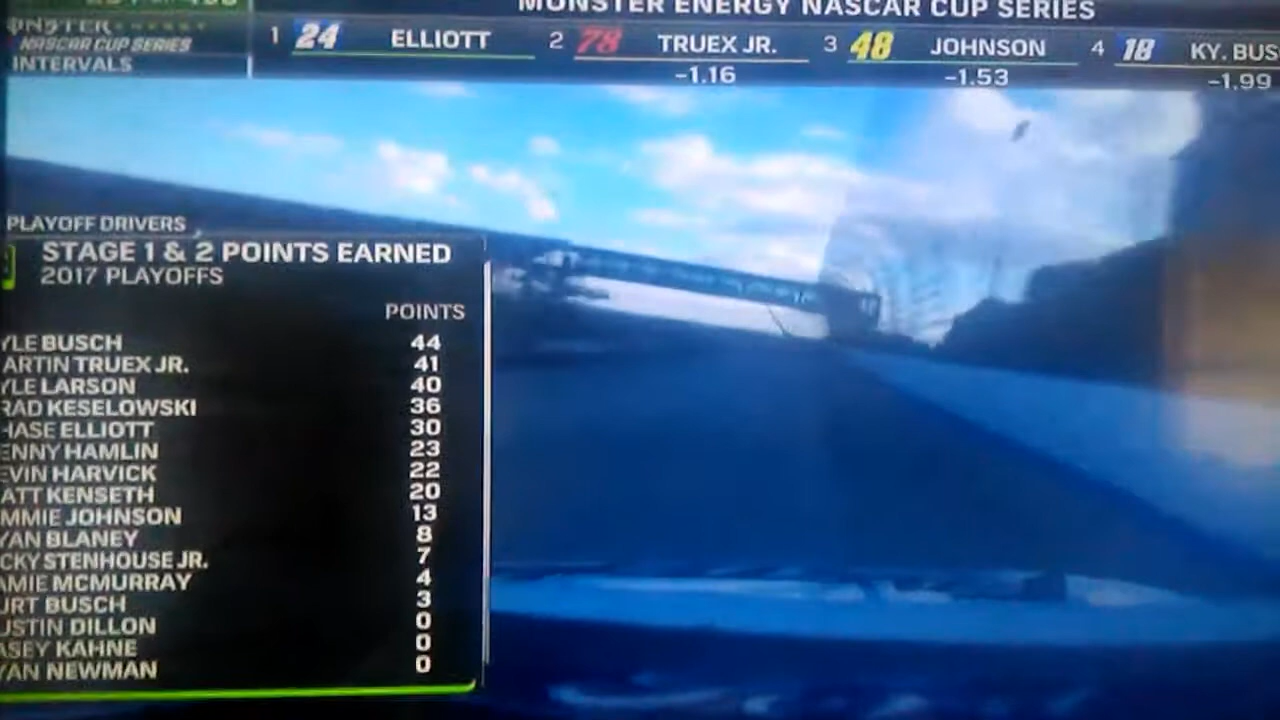 MONSTER ENERGY NASCAR CUP SERIES
NASCAR CUP SERIES
INTERVALS
1 24 ELLIOTT 2 78 TRUEX JR. 3 48 JOHNSON 4 18 KY. BUS
-1.16 -1.53 -1.99
PLAYOFF DRIVERS
STAGE 1 & 2 POINTS EARNED
2017 PLAYOFFS
POINTS
YLE BUSCH 44
ARTIN TRUEX JR. 41
YLE LARSON 40
RAD KESELOWSKI 36
HASE ELLIOTT 30
ENNY HAMLIN 23
EVIN HARVICK 22
ATT KENSETH 20
MMIE JOHNSON 13
YAN BLANEY 8
CKY STENHOUSE JR. 7
AMIE MCMURRAY 4
URT BUSCH 3
USTIN DILLON 0
ASEY KAHNE 0
YAN NEWMAN 0